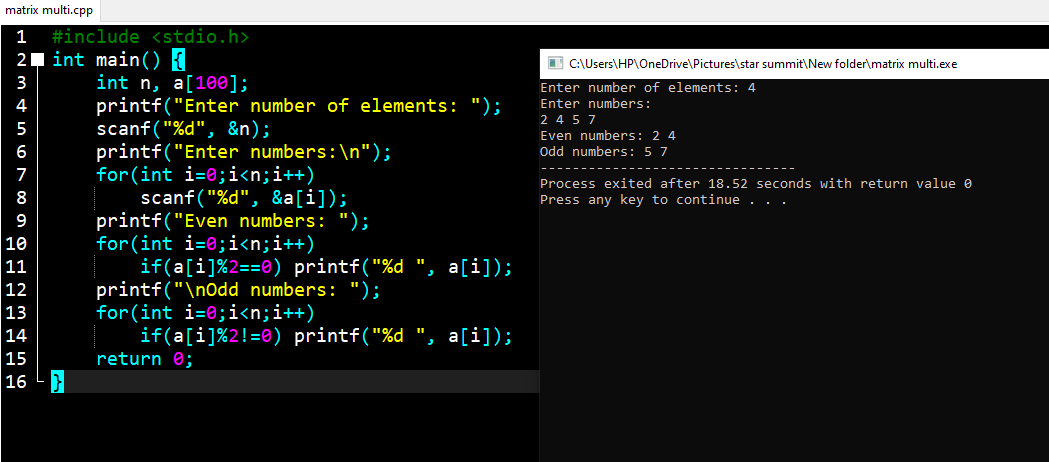 matrix multi.cpp
1 #include <stdio.h>
2 int main() {
3 int n, a[100];
4 printf("Enter number of elements: ");
5 scanf("%d", &n);
6 printf("Enter numbers:\n");
7 for(int i=0;i<n;i++)
8 scanf("%d", &a[i]);
9 printf("Even numbers: ");
10 for(int i=0;i<n;i++)
11 if(a[i]%2==0) printf("%d ", a[i]);
12 printf("\nOdd numbers: ");
13 for(int i=0;i<n;i++)
14 if(a[i]%2!=0) printf("%d ", a[i]);
15 return 0;
16 }
C:\Users\HP\OneDrive\Pictures\star summit\New folder\matrix multi.exe
Enter number of elements: 4
Enter numbers:
2 4 5 7
Even numbers: 2 4
Odd numbers: 5 7
--------------------------------
Process exited after 18.52 seconds with return value 0
Press any key to continue . . .